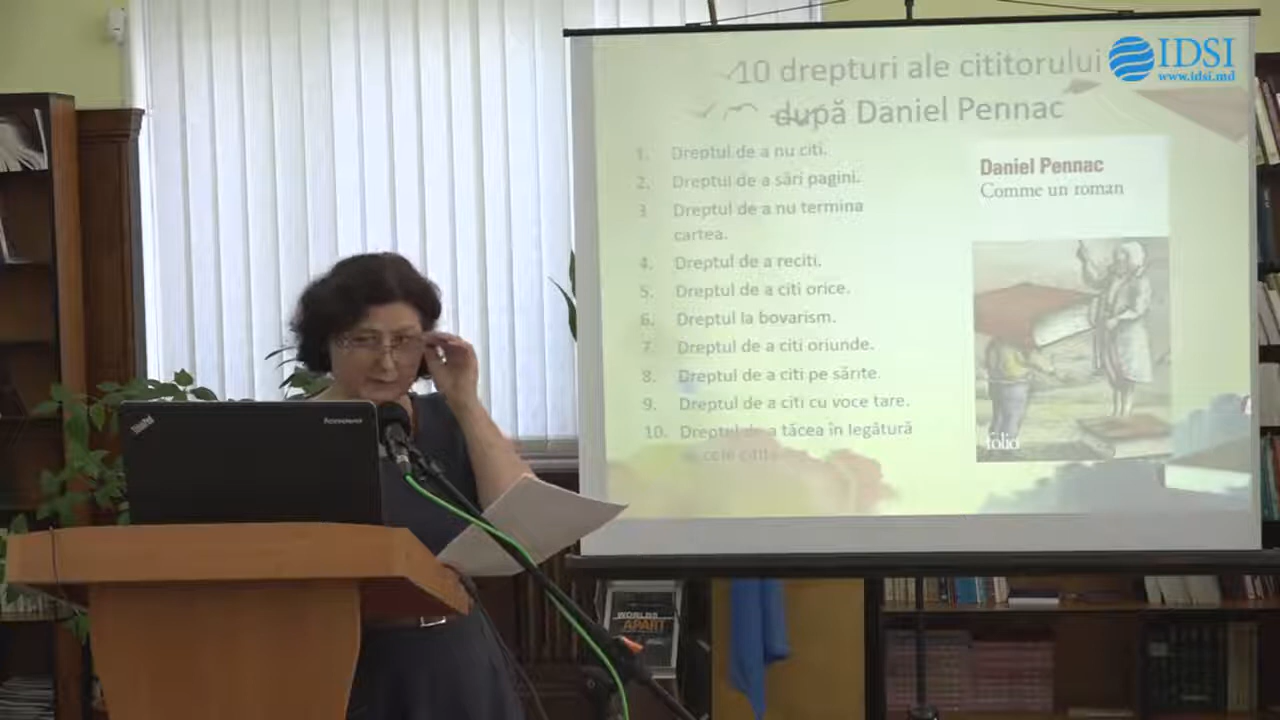 10 drepturi ale cititorului
după Daniel Pennac
IDSI
www.idsi.md
1. Dreptul de a nu citi.
2. Dreptul de a sări pagini.
3 Dreptul de a nu termina
cartea.
4. Dreptul de a reciti.
5. Dreptul de a citi orice.
6. Dreptul la bovarism.
7 Dreptul de a citi oriunde.
8. Dreptul de a citi pe sărite.
9. Dreptul de a citi cu voce tare.
10. Dreptul de a tăcea în legătură
cele
Daniel Pennac
Comme un roman
folio
ThinkPad
lenovo
WORLDS
APART